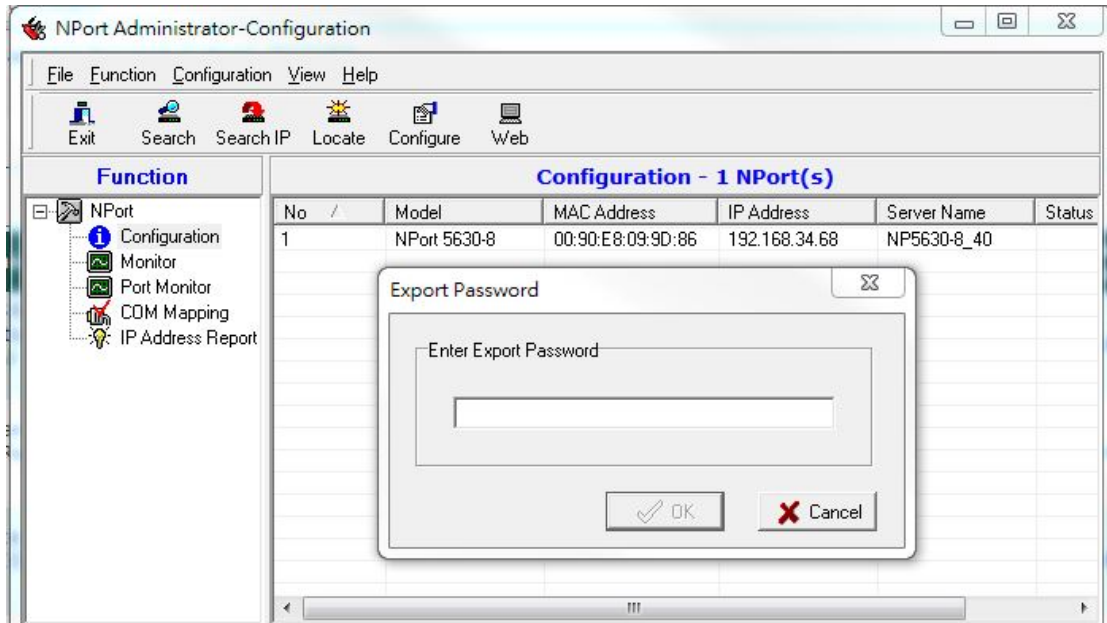 NPort Administrator-Configuration
File Function Configuration View Help
Exit Search Search IP Locate Configure Web
Function
Configuration - 1 NPort(s)
NPort
Configuration
Monitor
Port Monitor
COM Mapping
IP Address Report
No Model MAC Address IP Address Server Name Status
1 NPort 5630-8 00:90:E8:09:9D:86 192.168.34.68 NP5630-8_40
Export Password
Enter Export Password
OK Cancel